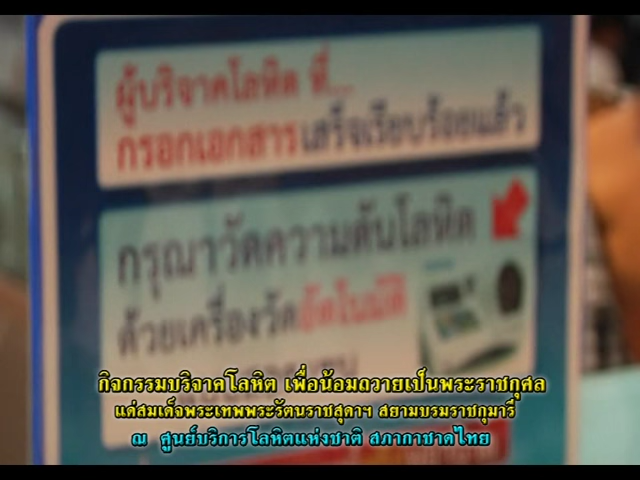 ผู้บริจาคโลหิต ที่...
กรอกเอกสารเสร็จเรียบร้อยแล้ว
กรุณาวัดความดันโลหิต
ด้วยเครื่องวัดอัตโนมัติ
กิจกรรมบริจาคโลหิต เพื่อน้อมถวายเป็นพระราชกุศล
แด่สมเด็จพระเทพพระรัตนราชสุดาฯ สยามบรมราชกุมารี
ณ ศูนย์บริการโลหิตแห่งชาติ สภากาชาดไทย